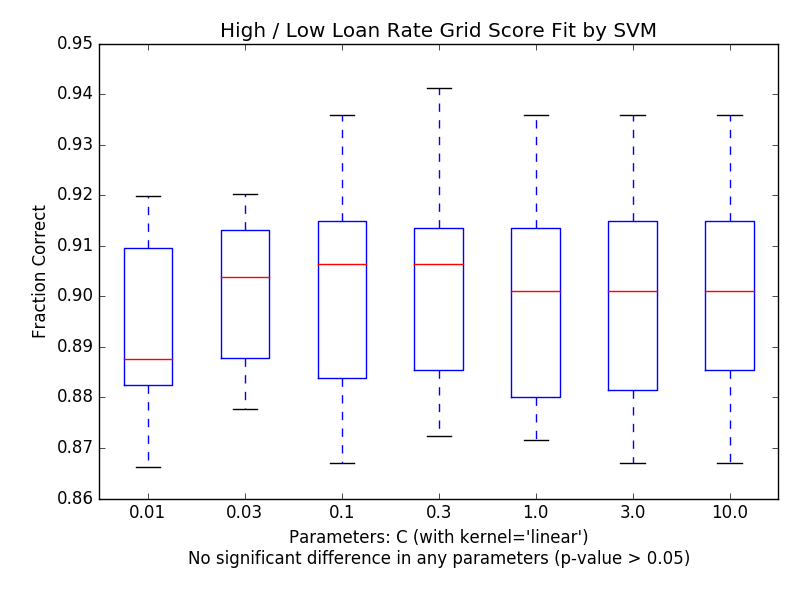 High / Low Loan Rate Grid Score Fit by SVM
0.95
0.94
0.93
0.92
0.91
0.90
0.89
0.88
0.87
0.86
Fraction Correct
0.01 0.03 0.1 0.3 1.0 3.0 10.0
Parameters: C (with kernel='linear')
No significant difference in any parameters (p-value > 0.05)